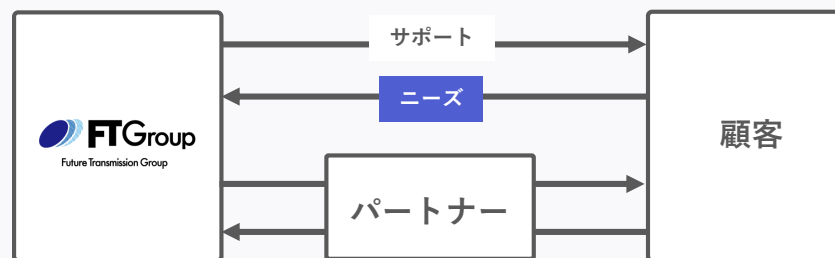 サポート
ニーズ
FTGroup
Future Transmission Group
顧客
パートナー